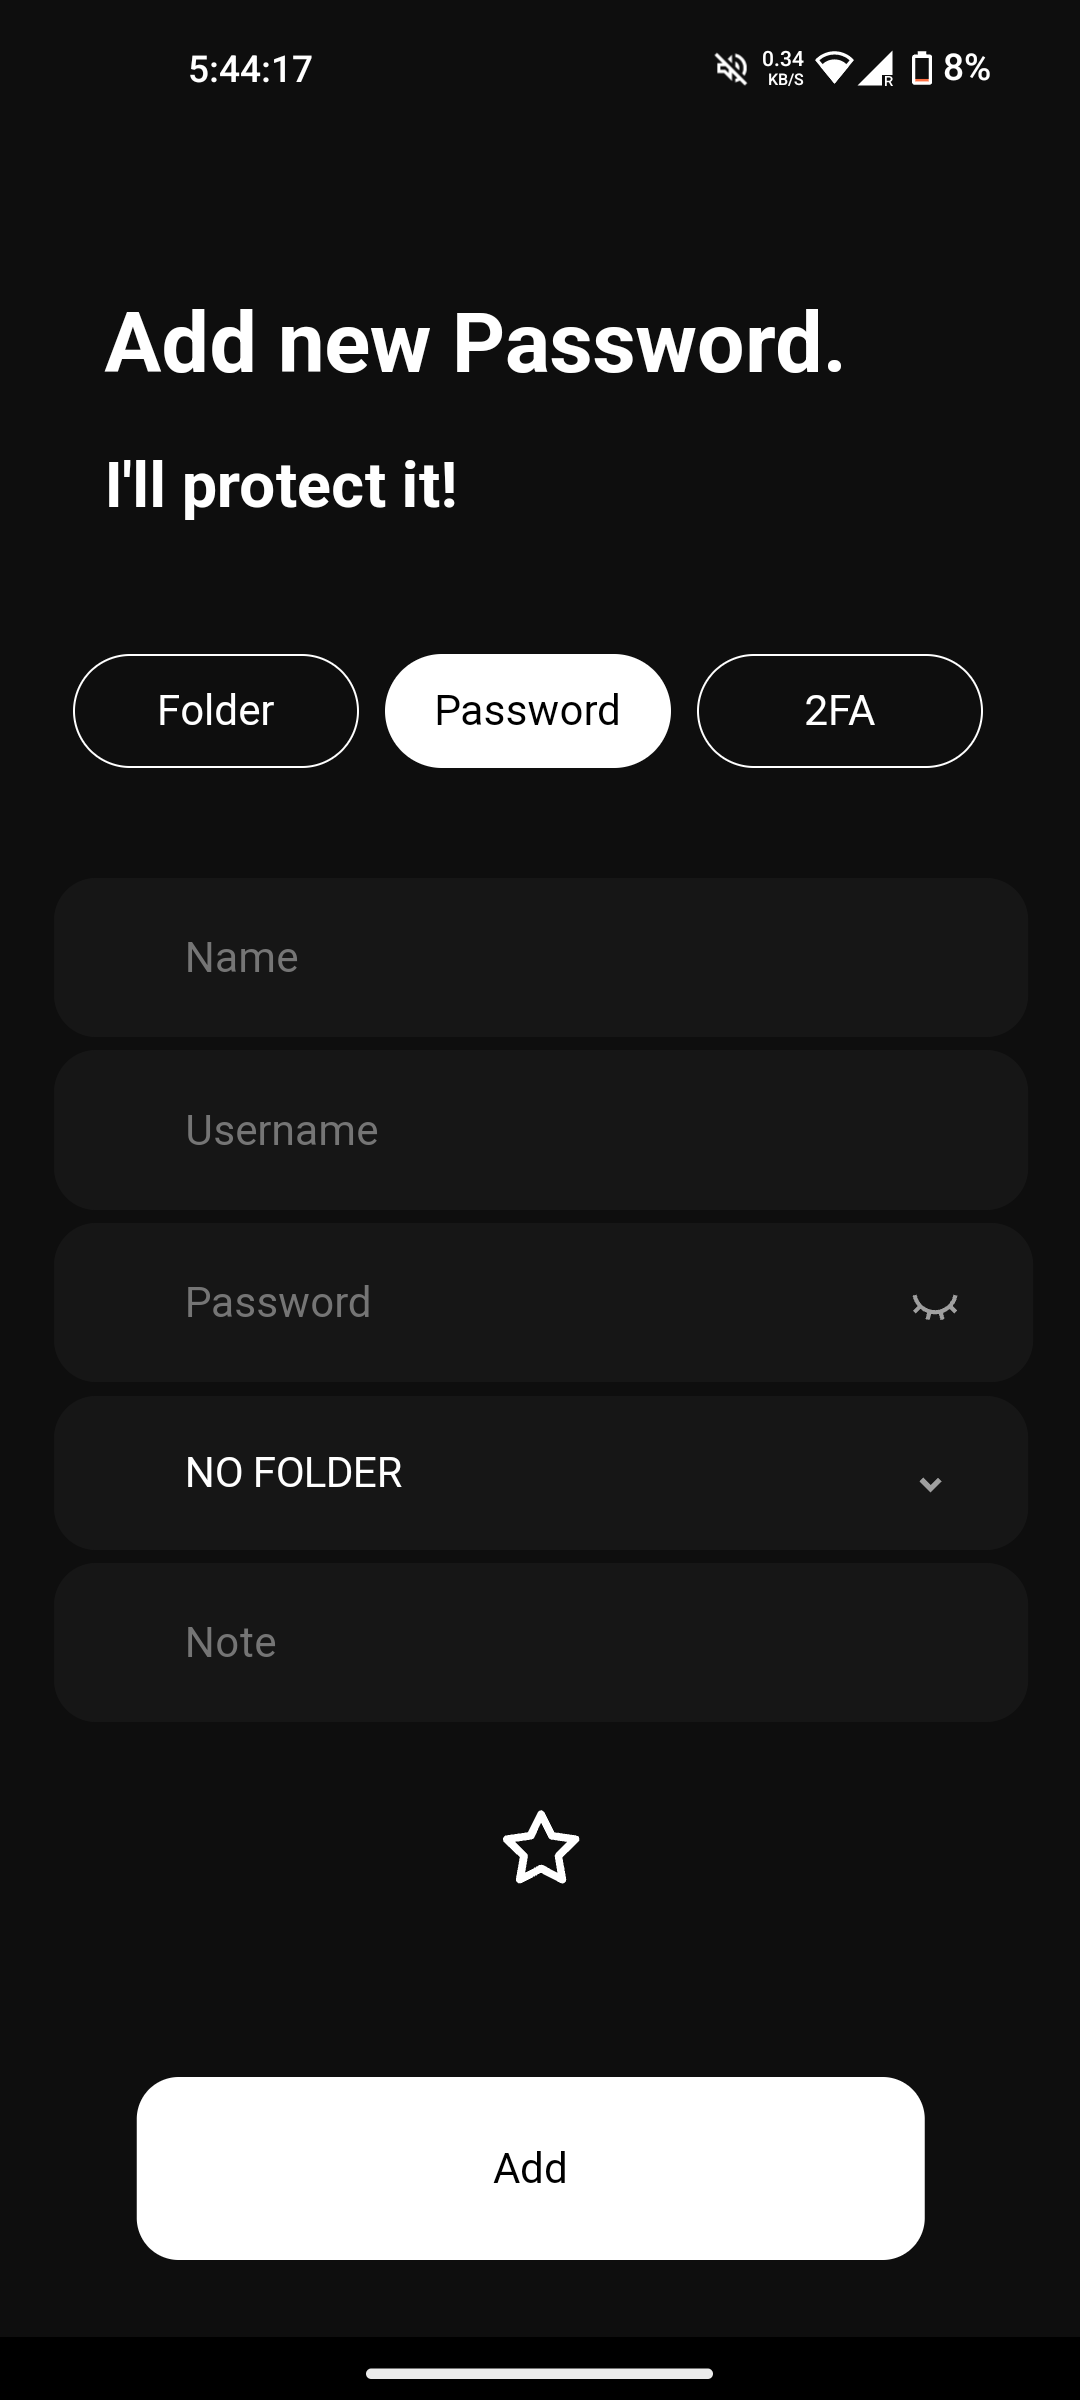 5:44:17
0.34
KB/S
R
8%
Add new Password.
I'll protect it!
Folder
Password
2FA
Name
Username
Password
NO FOLDER
Note
Add